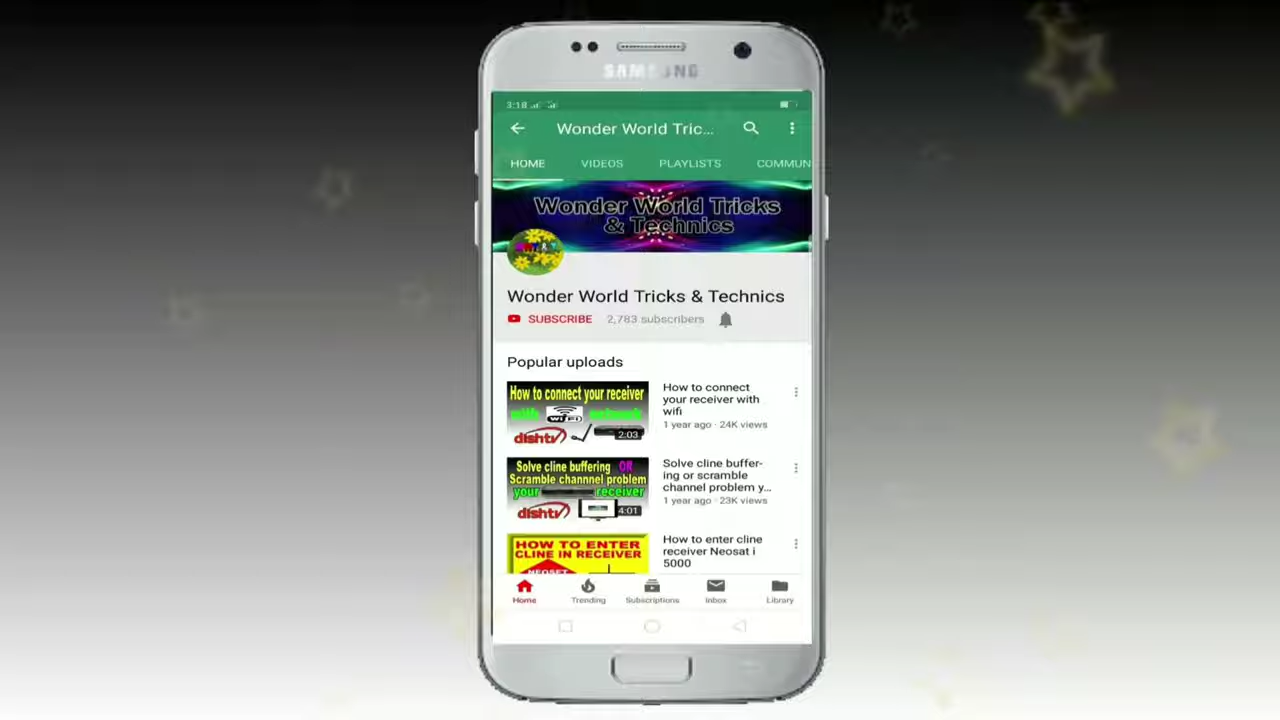 SAMSUNG
3:18
Wonder World Tric...
HOME VIDEOS PLAYLISTS COMMUN
Wonder World Tricks
& Technics
Wonder World Tricks & Technics
SUBSCRIBE 2,783 subscribers
Popular uploads
How to connect your receiver
with WiFi network
dishtv 2:03
How to connect
your receiver with
wifi
1 year ago · 24K views
Solve cline buffering OR
Scramble channnel problem
your receiver
dishtv 4:01
Solve cline buffer-
ing or scramble
channel problem y...
1 year ago · 23K views
HOW TO ENTER
CLINE IN RECEIVER
NEOSET
How to enter cline
receiver Neosat i
5000
Home Trending Subscriptions Inbox Library